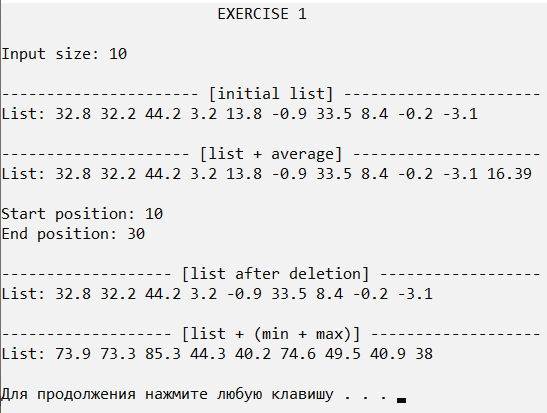 EXERCISE 1
Input size: 10
---------------------- [initial list] ----------------------
List: 32.8 32.2 44.2 3.2 13.8 -0.9 33.5 8.4 -0.2 -3.1
--------------------- [list + average] ---------------------
List: 32.8 32.2 44.2 3.2 13.8 -0.9 33.5 8.4 -0.2 -3.1 16.39
Start position: 10
End position: 30
------------------- [list after deletion] ------------------
List: 32.8 32.2 44.2 3.2 -0.9 33.5 8.4 -0.2 -3.1
------------------- [list + (min + max)] -------------------
List: 73.9 73.3 85.3 44.3 40.2 74.6 49.5 40.9 38
Для продолжения нажмите любую клавишу . . .